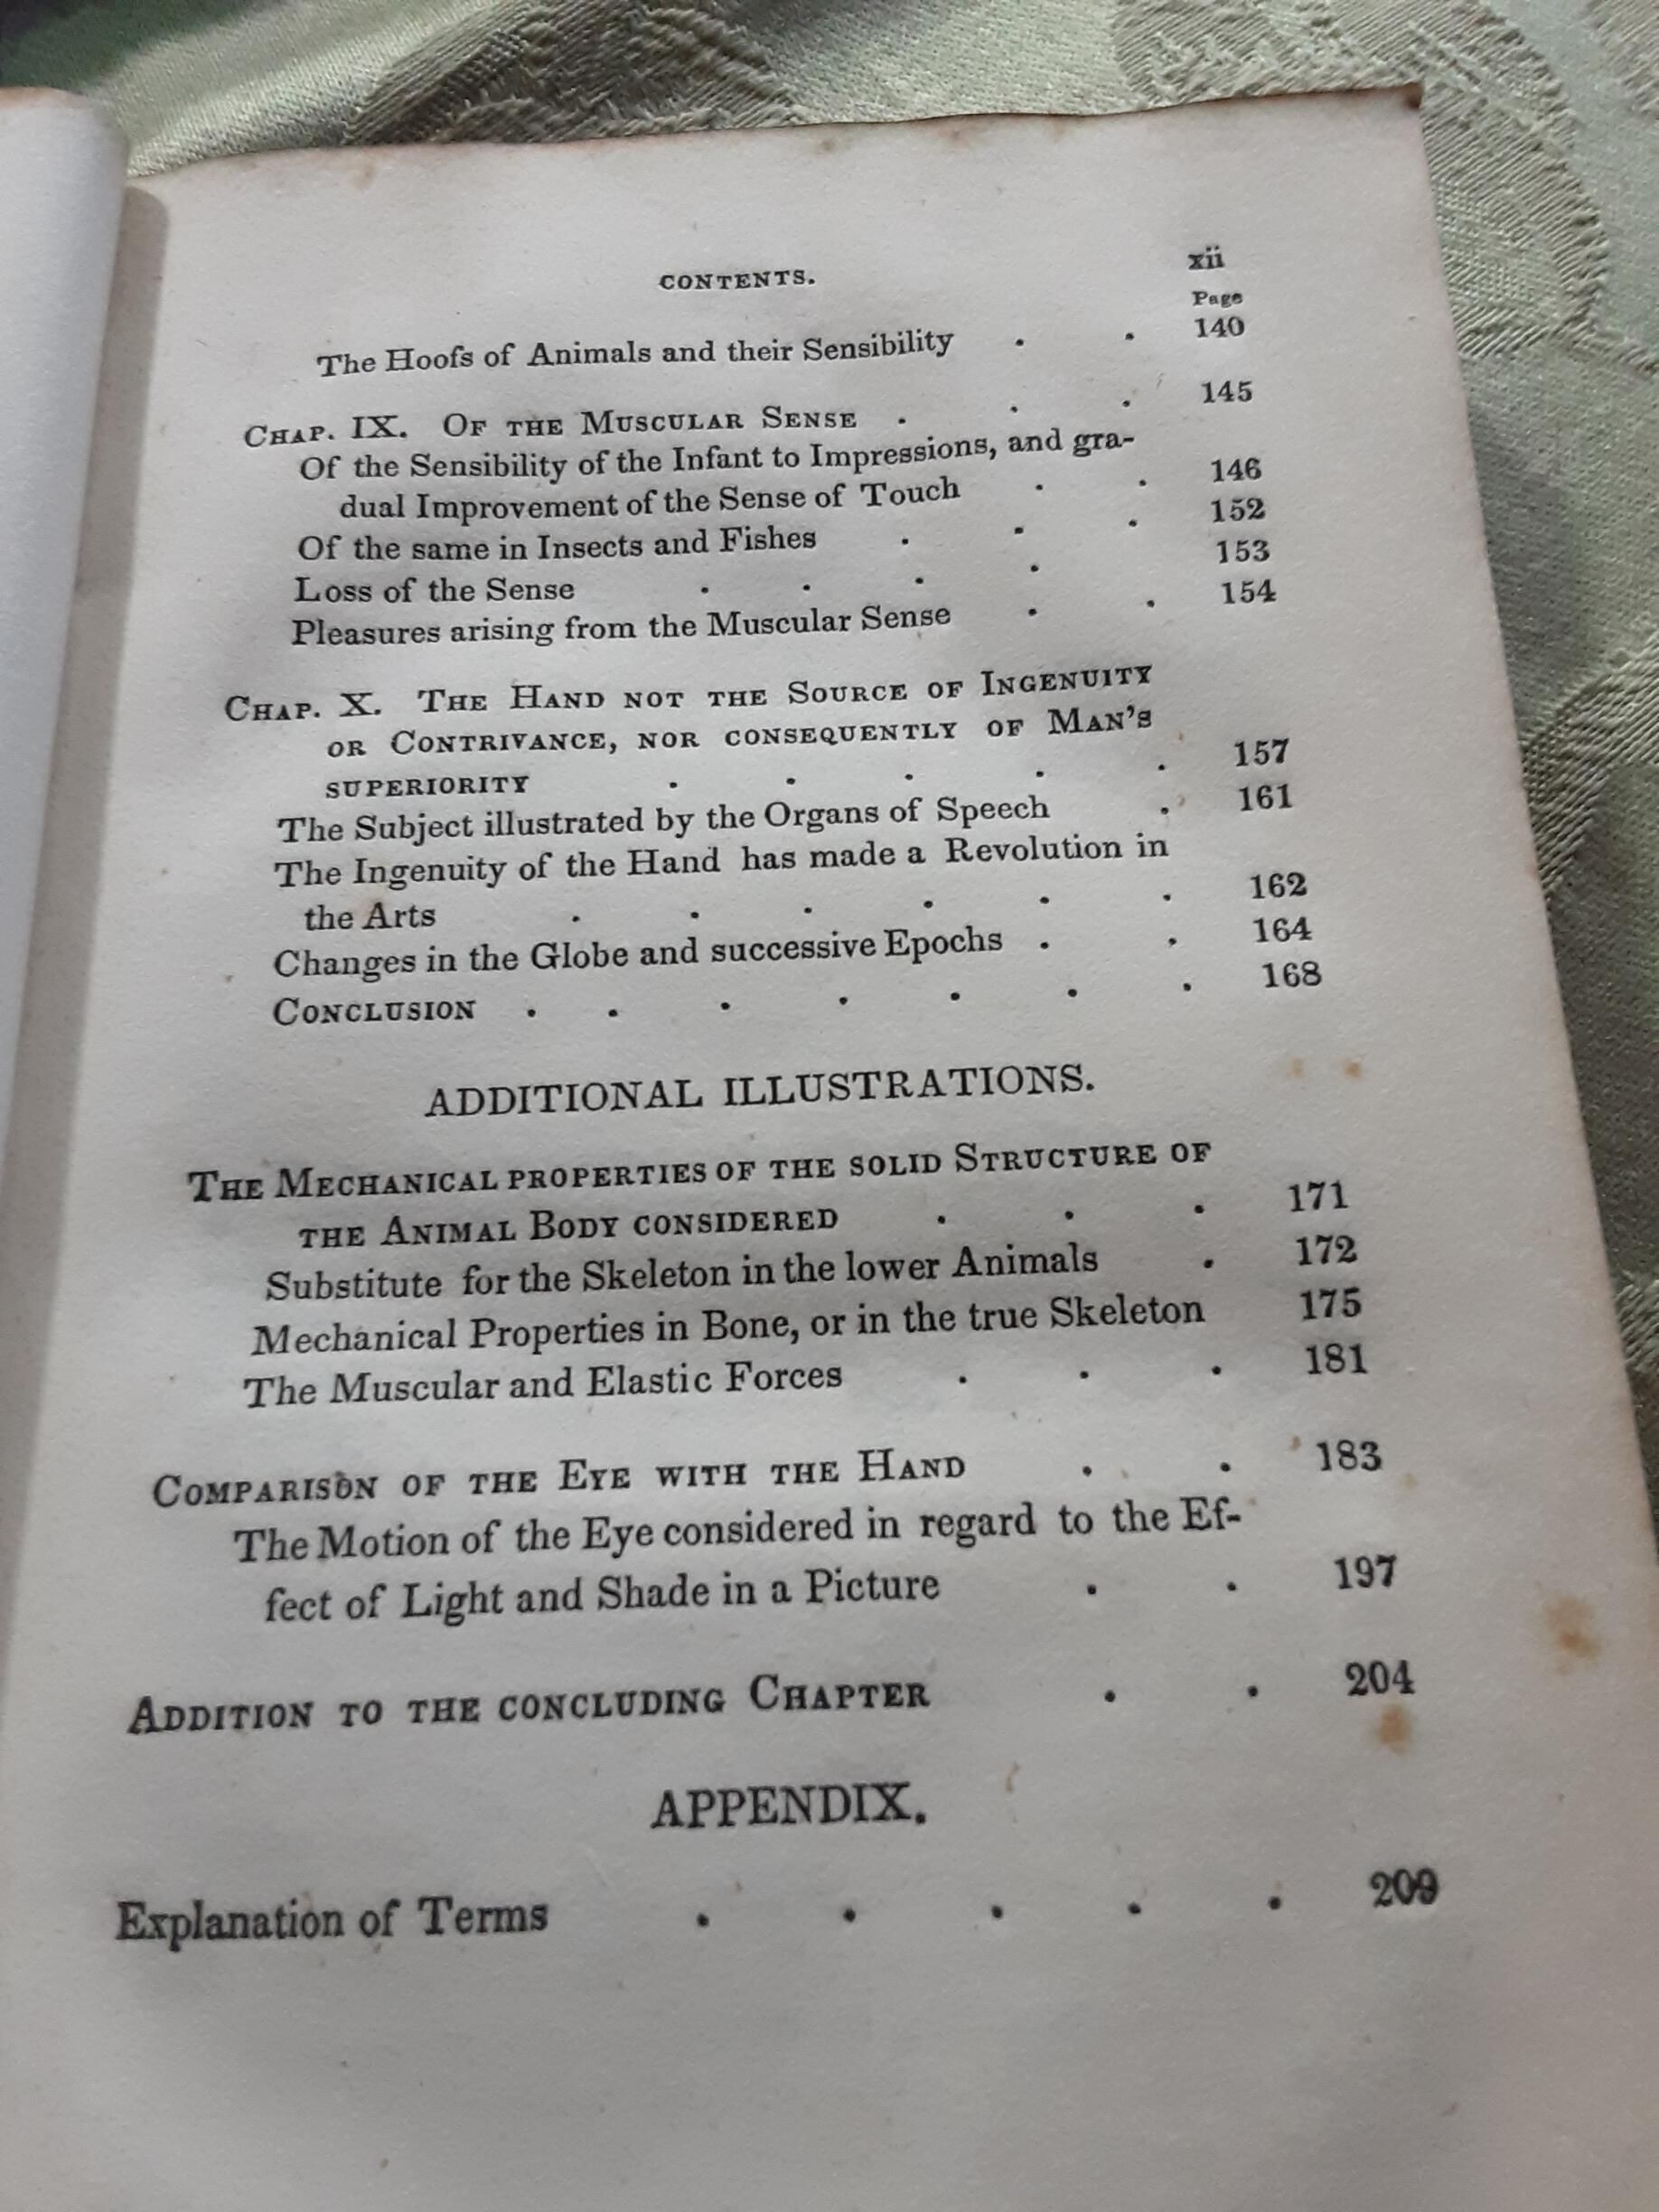 CONTENTS. xii
Page
The Hoofs of Animals and their Sensibility . . 140
CHAP. IX. OF THE MUSCULAR SENSE . . . 145
Of the Sensibility of the Infant to Impressions, and gra-
dual Improvement of the Sense of Touch . . 146
Of the same in Insects and Fishes . . . 152
Loss of the Sense . . . . 153
Pleasures arising from the Muscular Sense . . 154
CHAP. X. THE HAND NOT THE SOURCE OF INGENUITY
OR CONTRIVANCE, NOR CONSEQUENTLY OF MAN'S
SUPERIORITY . . . . . 157
The Subject illustrated by the Organs of Speech . 161
The Ingenuity of the Hand has made a Revolution in
the Arts . . . . . . 162
Changes in the Globe and successive Epochs . . 164
CONCLUSION . . . . . . . 168
ADDITIONAL ILLUSTRATIONS.
THE MECHANICAL PROPERTIES OF THE SOLID STRUCTURE OF
THE ANIMAL BODY CONSIDERED . . . 171
Substitute for the Skeleton in the lower Animals . 172
Mechanical Properties in Bone, or in the true Skeleton 175
The Muscular and Elastic Forces . . . 181
COMPARISON OF THE EYE WITH THE HAND . . 183
The Motion of the Eye considered in regard to the Ef-
fect of Light and Shade in a Picture . . 197
ADDITION TO THE CONCLUDING CHAPTER . . 204
APPENDIX.
Explanation of Terms . . . . . 209